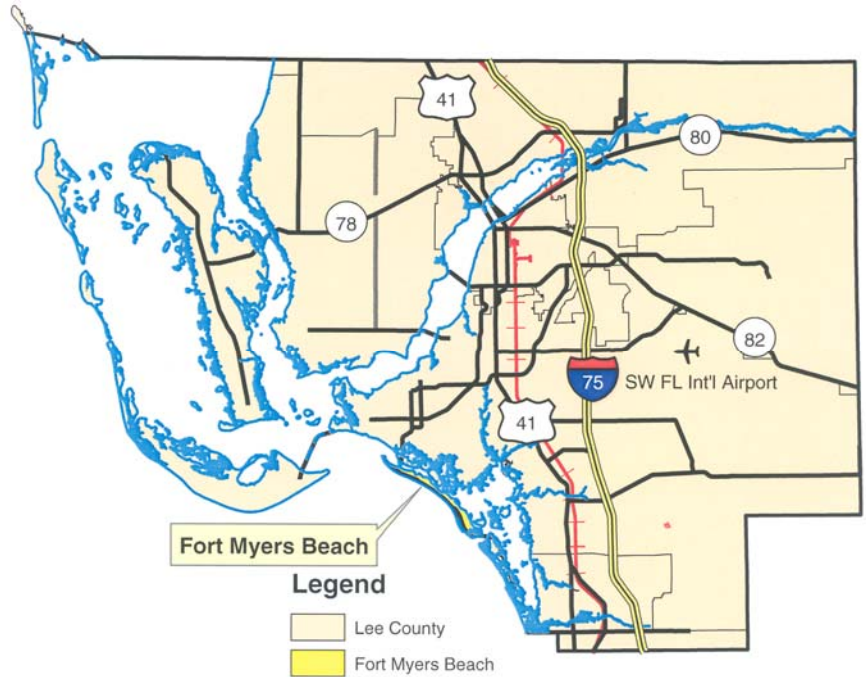 41
80
78
82
75
SW FL Int'l Airport
41
Fort Myers Beach
Legend
Lee County
Fort Myers Beach